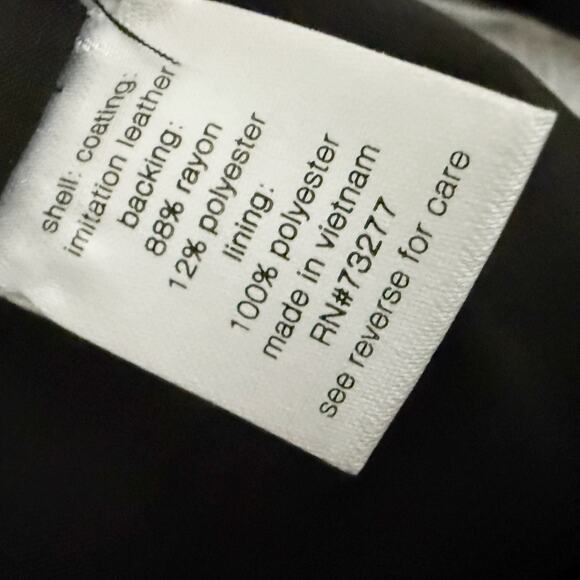 shell: coating:
imitation leather
backing:
88% rayon
12% polyester
lining:
100% polyester
made in vietnam
RN#73277
see reverse for care